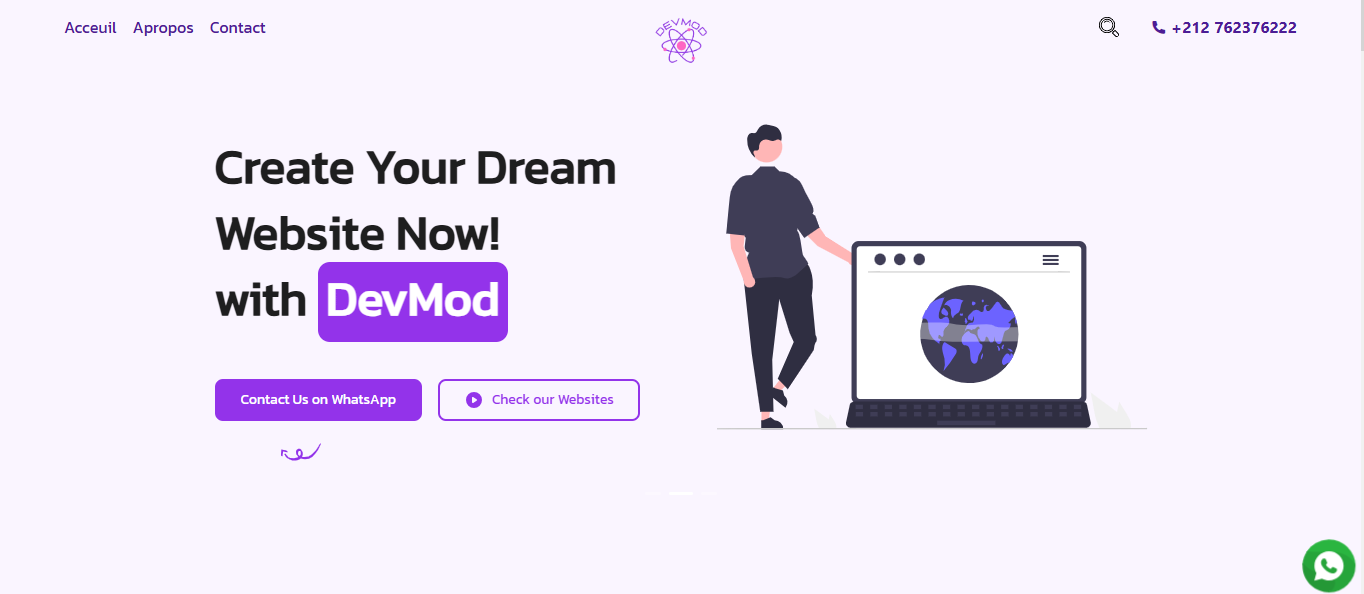 Acceuil Apropos Contact
DEVMOD
+212 762376222
Create Your Dream
Website Now!
with DevMod
Contact Us on WhatsApp
Check our Websites